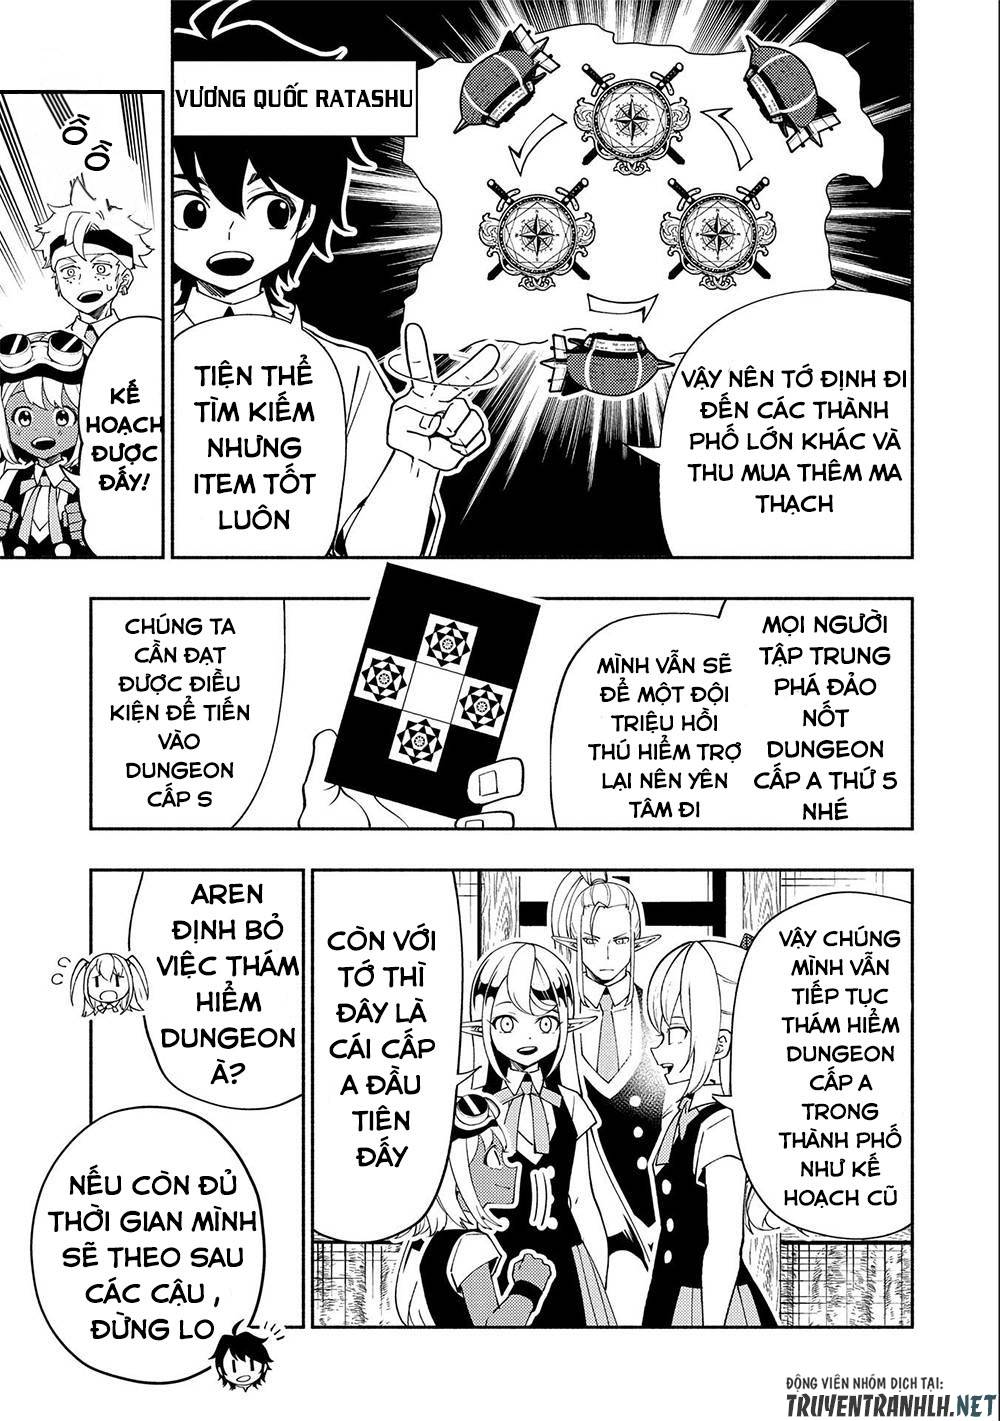 VƯƠNG QUỐC RATASHU
VẬY NÊN TỚ ĐỊNH ĐI
ĐẾN CÁC THÀNH
PHỐ LỚN KHÁC VÀ
THU MUA THÊM MA
THẠCH
TIỆN THỂ
TÌM KIẾM
NHƯNG
ITEM TỐT
LUÔN
Ồ
Ồ
KẾ
HOẠCH
ĐƯỢC
ĐẤY!
MỌI NGƯỜI
TẬP TRUNG
PHÁ ĐẢO
NỐT
DUNGEON
CẤP A THỨ 5
NHÉ
MÌNH VẪN SẼ
ĐỂ MỘT ĐỘI
TRIỆU HỒI
THÚ HIỂM TRỢ
LẠI NÊN YÊN
TÂM ĐI
CHÚNG TA
CẦN ĐẠT
ĐƯỢC ĐIỀU
KIỆN ĐỂ TIẾN
VÀO
DUNGEON
CẤP S
VẬY CHÚNG
MÌNH VẪN
TIẾP TỤC
THÁM HIỂM
DUNGEON
CẤP A
TRONG
THÀNH PHỐ
NHƯ KẾ
HOẠCH CŨ
CÒN VỚI
TỚ THÌ
ĐÂY LÀ
CÁI CẤP
A ĐẦU
TIÊN
ĐẤY
AREN
ĐỊNH BỎ
VIỆC THÁM
HIỂM
DUNGEON
À?
NẾU CÒN ĐỦ
THỜI GIAN MÌNH
SẼ THEO SAU
CÁC CẬU ,
ĐỪNG LO
ĐỘNG VIÊN NHÓM DỊCH TẠI:
TRUYENTRANHLH.NET